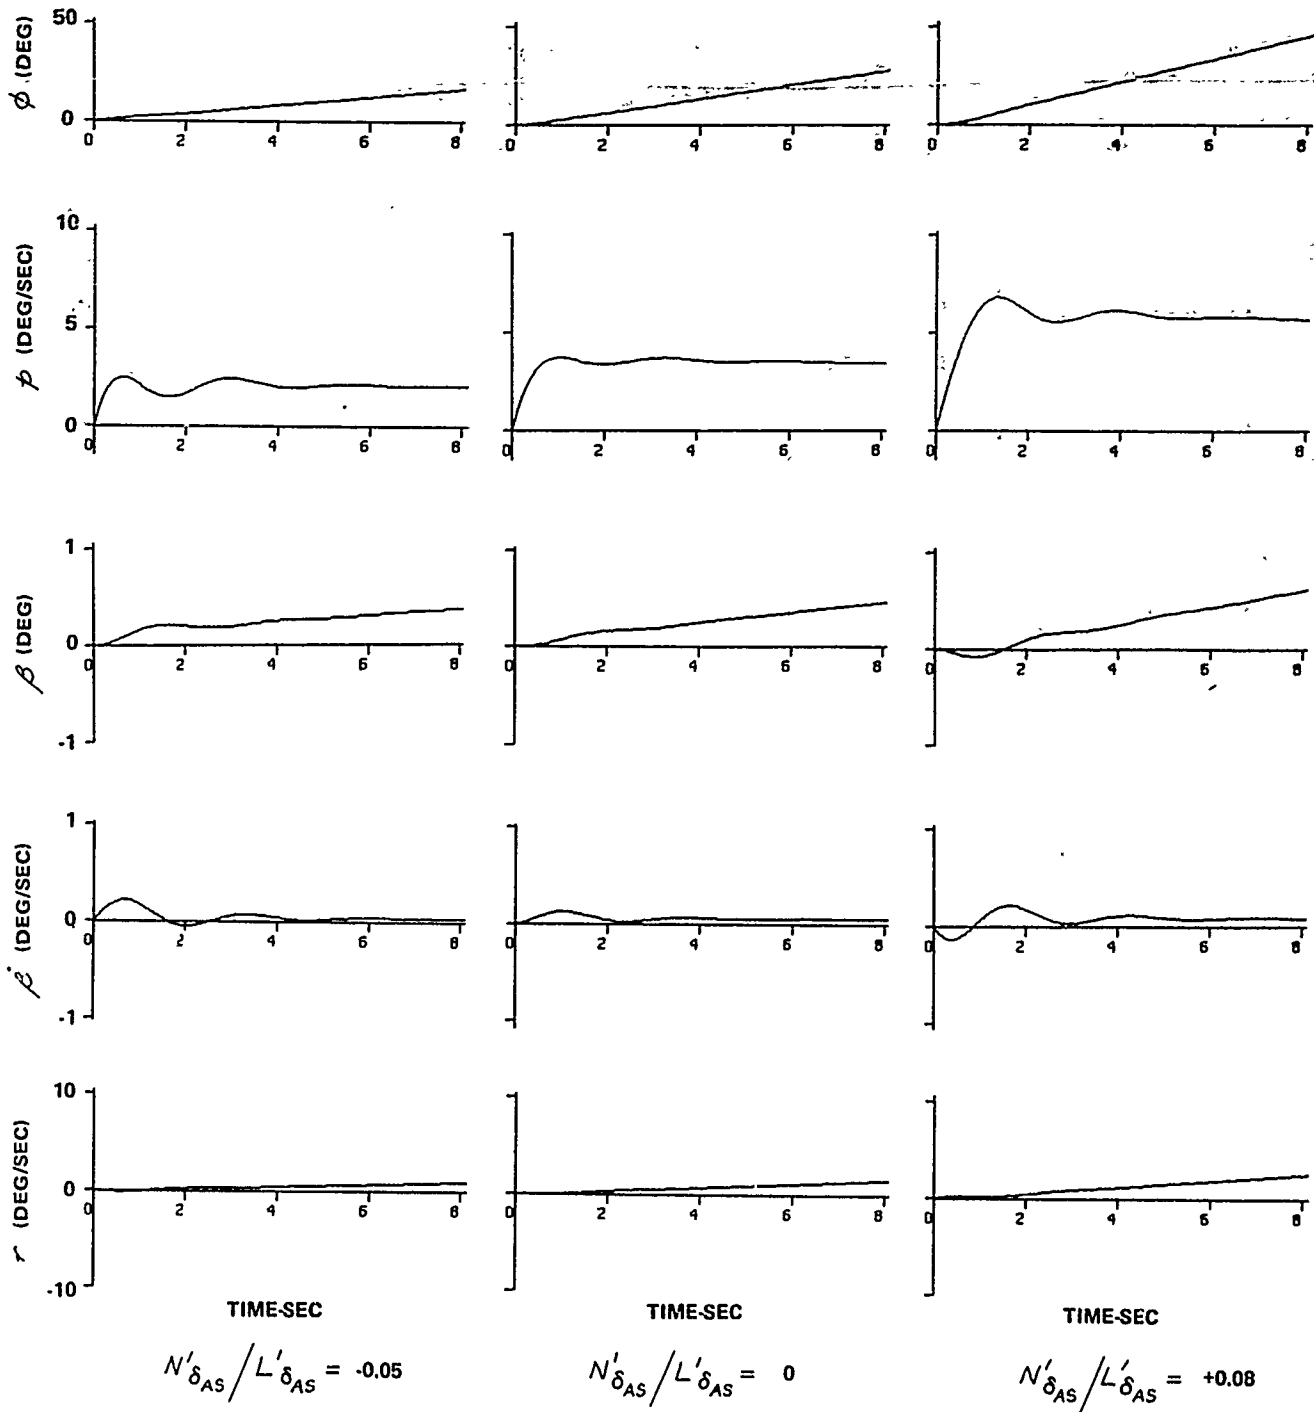 ϕ (DEG)
50
0
0 2 4 6 8
0 2 4 6 8
0 2 4 6 8
p (DEG/SEC)
10
5
0
0 2 4 6 8
0 2 4 6 8
0 2 4 6 8
β (DEG)
1
0
-1
0 2 4 6 8
0 2 4 6 8
0 2 4 6 8
β̇ (DEG/SEC)
1
0
-1
0 2 4 6 8
0 2 4 6 8
0 2 4 6 8
r (DEG/SEC)
10
0
-10
0 2 4 6 8
0 2 4 6 8
0 2 4 6 8
TIME-SEC
TIME-SEC
TIME-SEC
N'δAS / L'δAS = -0.05
N'δAS / L'δAS = 0
N'δAS / L'δAS = +0.08